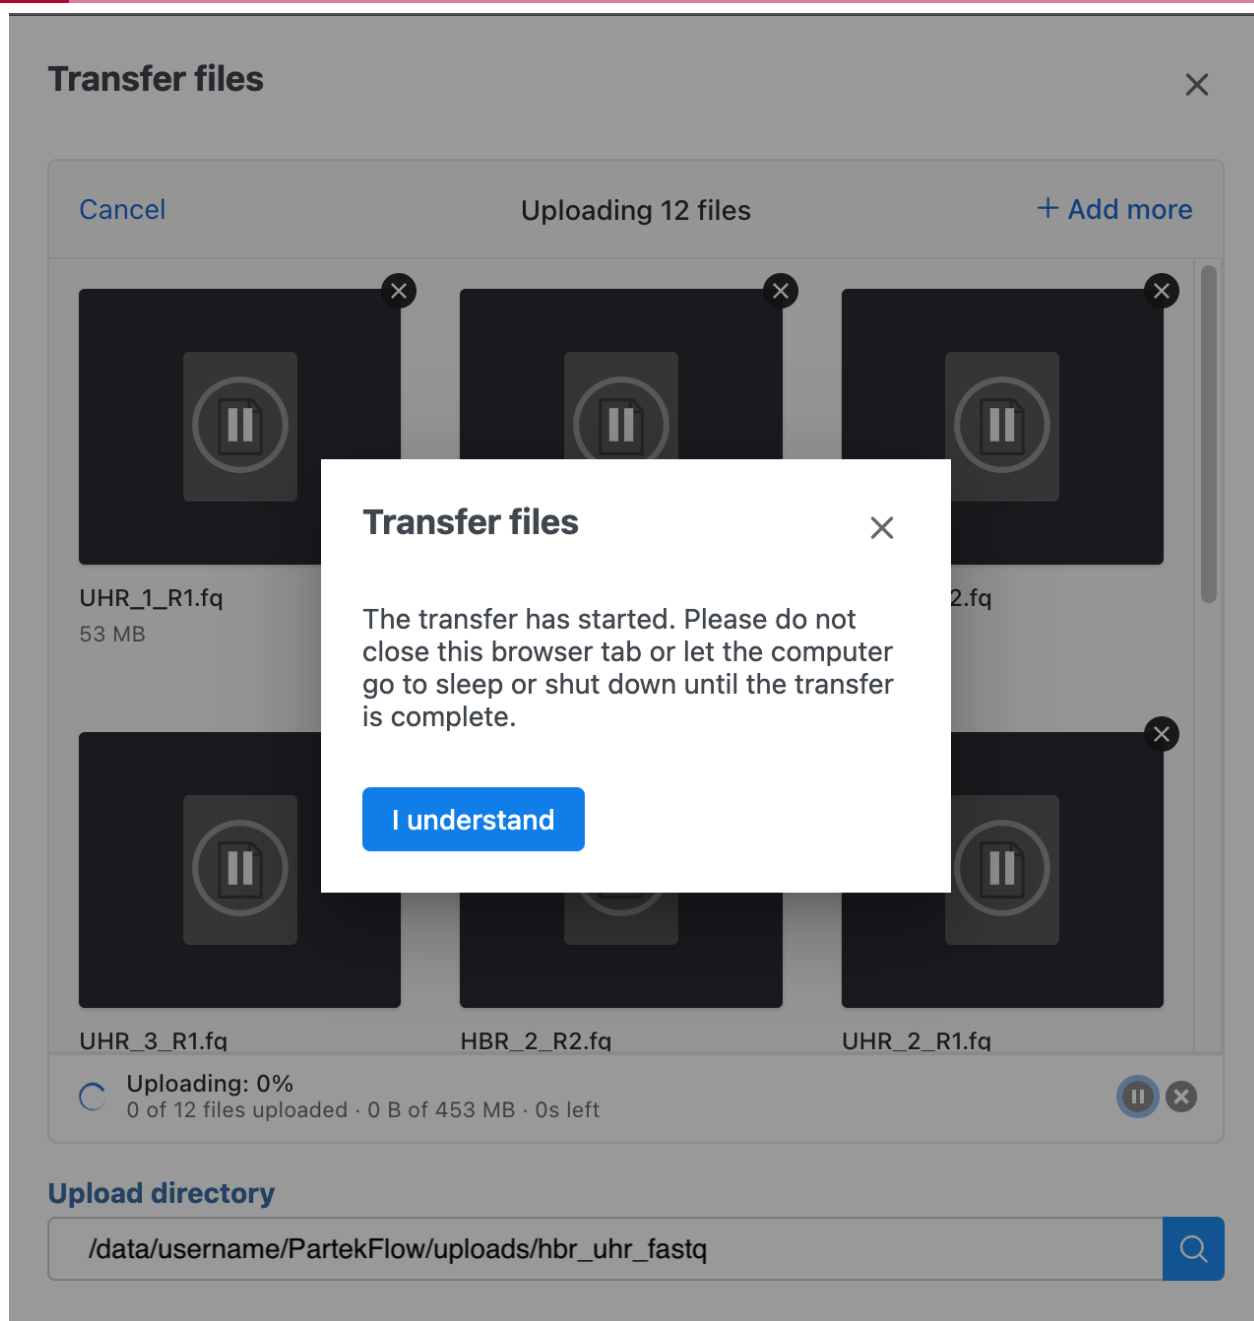 Transfer files
Cancel
Uploading 12 files
+ Add more
UHR_1_R1.fq
53 MB
2.fq
Transfer files
The transfer has started. Please do not
close this browser tab or let the computer
go to sleep or shut down until the transfer
is complete.
I understand
UHR_3_R1.fq
HBR_2_R2.fq
UHR_2_R1.fq
Uploading: 0%
0 of 12 files uploaded · 0 B of 453 MB · 0s left
Upload directory
/data/username/PartekFlow/uploads/hbr_uhr_fastq